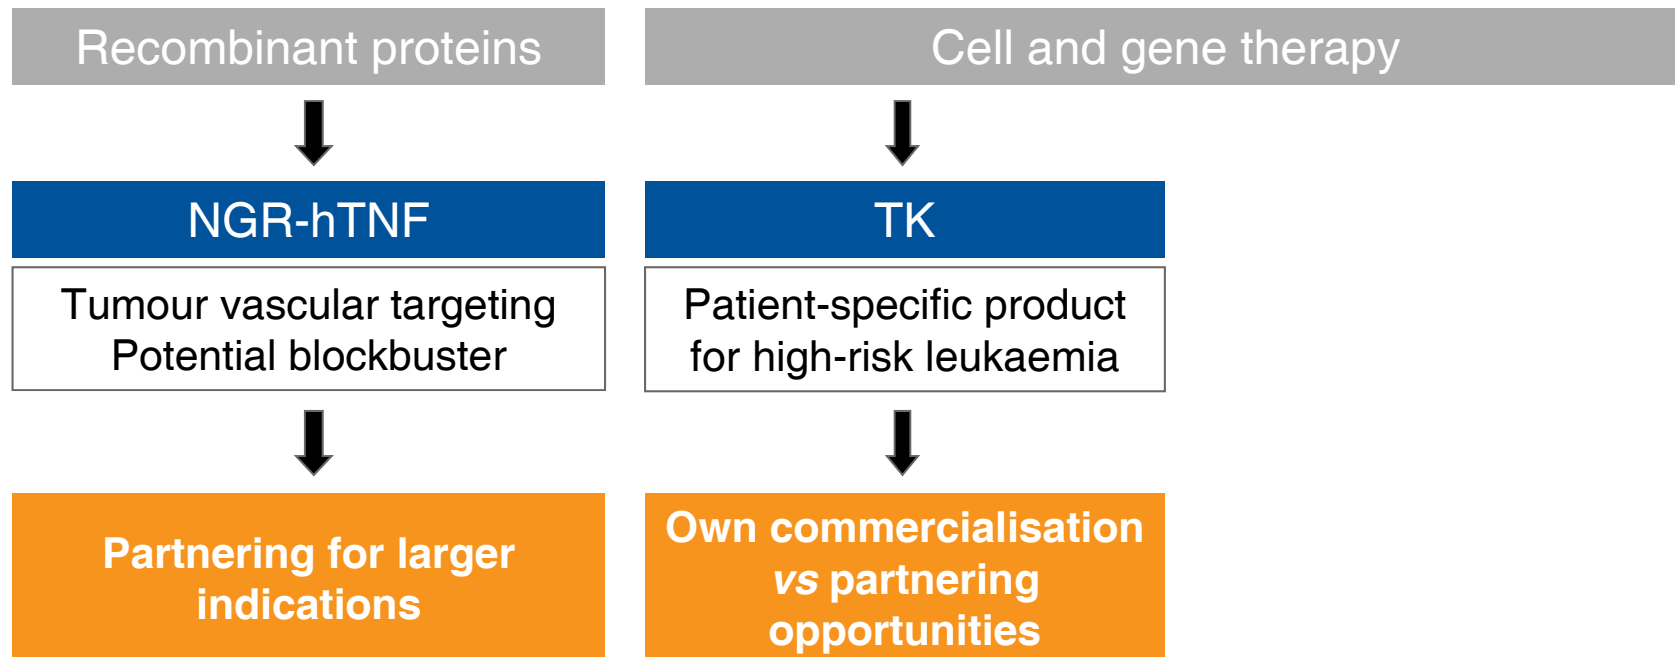 Recombinant proteins
Cell and gene therapy
NGR-hTNF
TK
Tumour vascular targeting
Potential blockbuster
Patient-specific product
for high-risk leukaemia
Partnering for larger
indications
Own commercialisation
vs partnering
opportunities